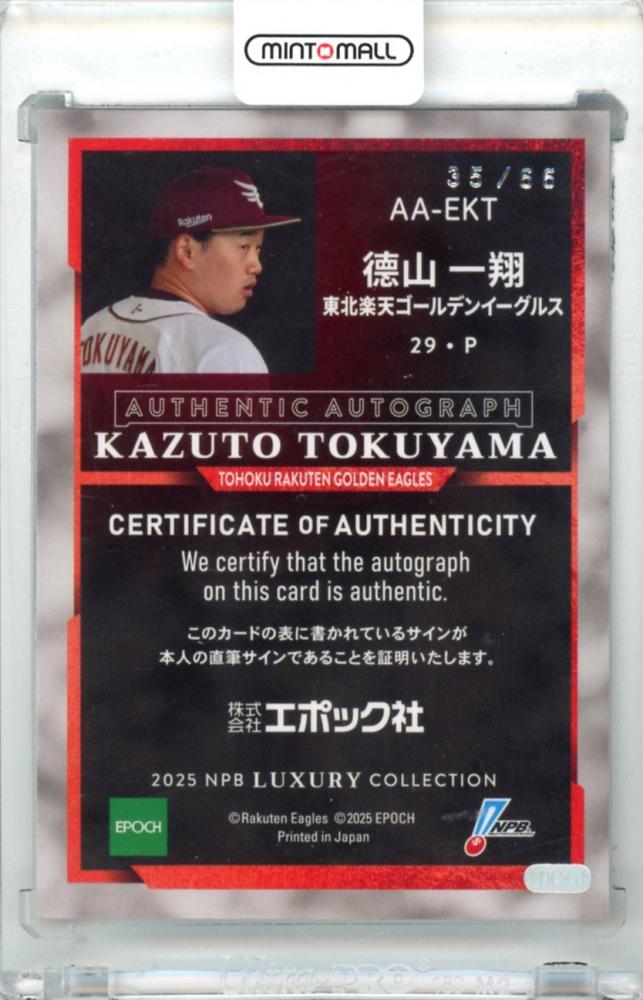 MINTOMALL
35/66
AA-EKT
Rakuten
德山 一翔
東北楽天ゴールデンイーグルス
29・P
OKUYAMA
AUTHENTIC AUTOGRAPH
KAZUTO TOKUYAMA
TOHOKU RAKUTEN GOLDEN EAGLES
CERTIFICATE OF AUTHENTICITY
We certify that the autograph
on this card is authentic.
このカードの表に書かれているサインが
本人の直筆サインであることを証明いたします。
株式会社エポック社
2025 NPB LUXURY COLLECTION
EPOCH
©Rakuten Eagles ©2025 EPOCH
Printed in Japan
NPB